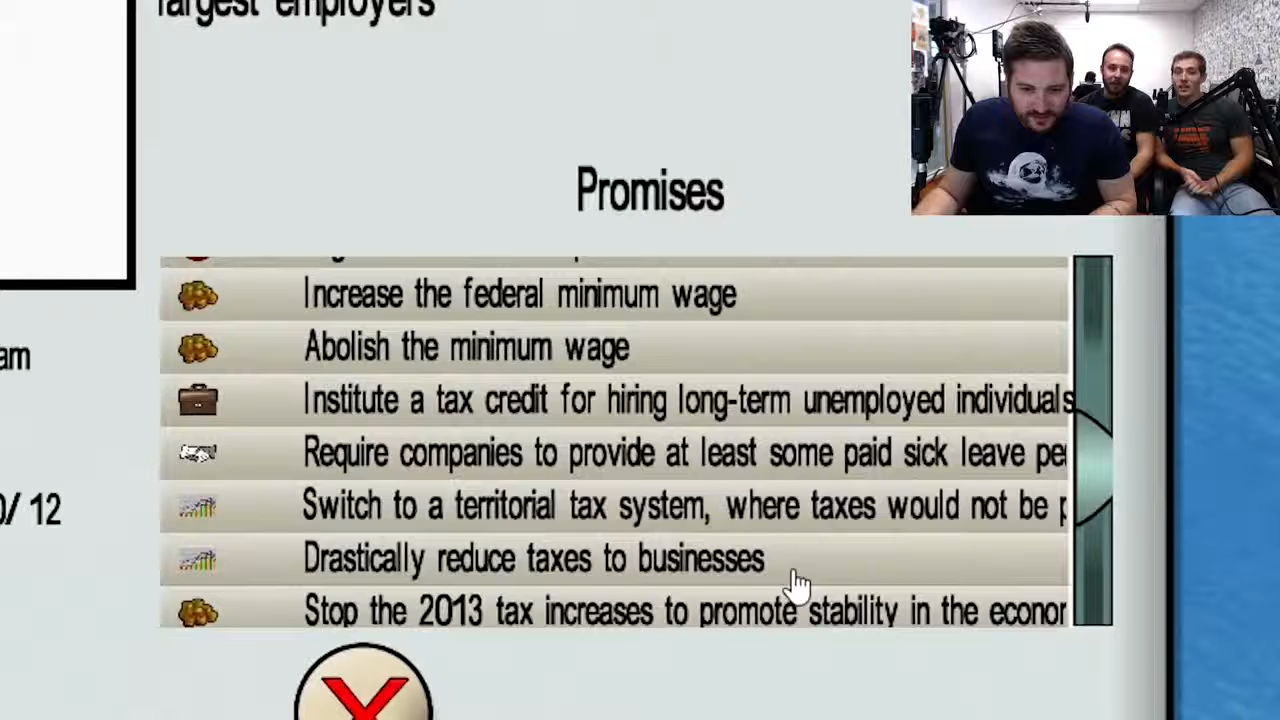 largest employers
Promises
Increase the federal minimum wage
Abolish the minimum wage
am
Institute a tax credit for hiring long-term unemployed individuals
Require companies to provide at least some paid sick leave
0/ 12
Switch to a territorial tax system, where taxes would not be
Drastically reduce taxes to businesses
Stop the 2013 tax increases to promote stability in the econom